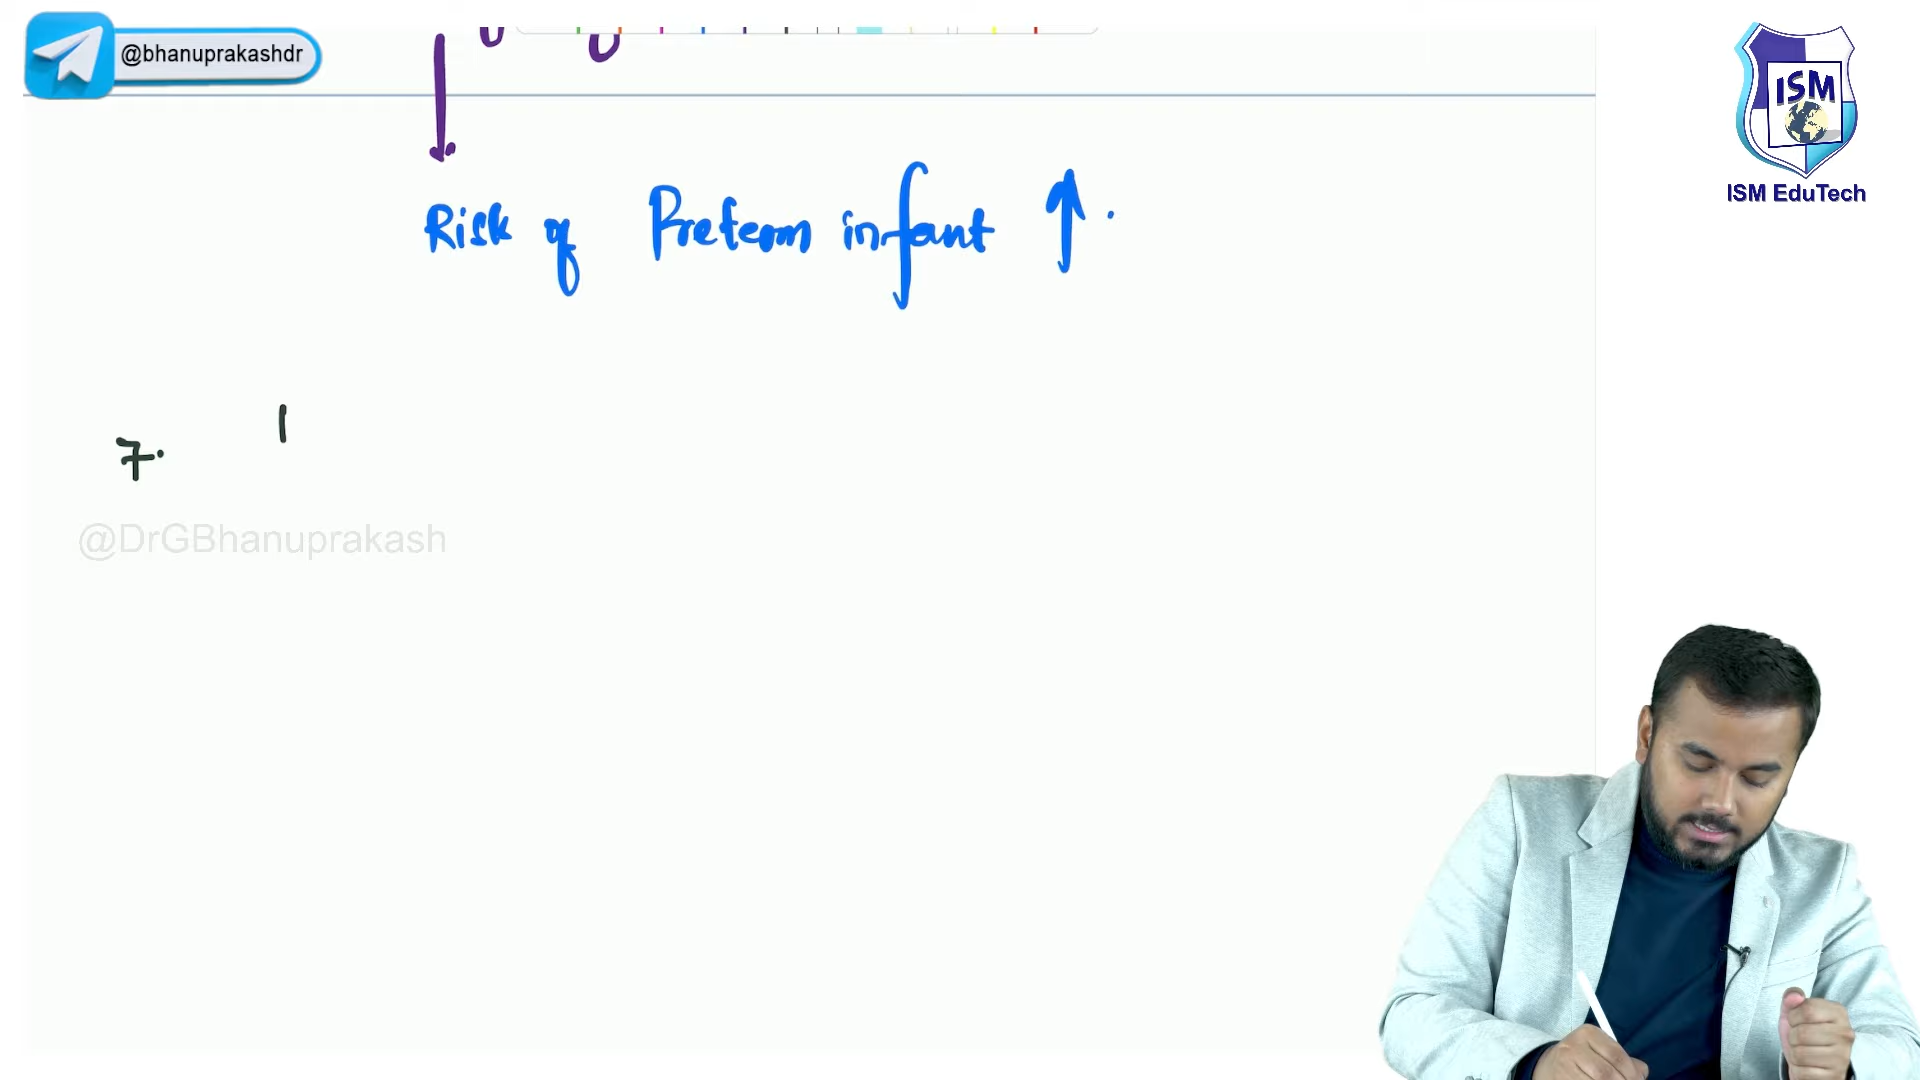 @bhanuprakashdr
ISM
ISM EduTech
Risk of Preterm infant ↑.
7.
@DrGBhanuprakash